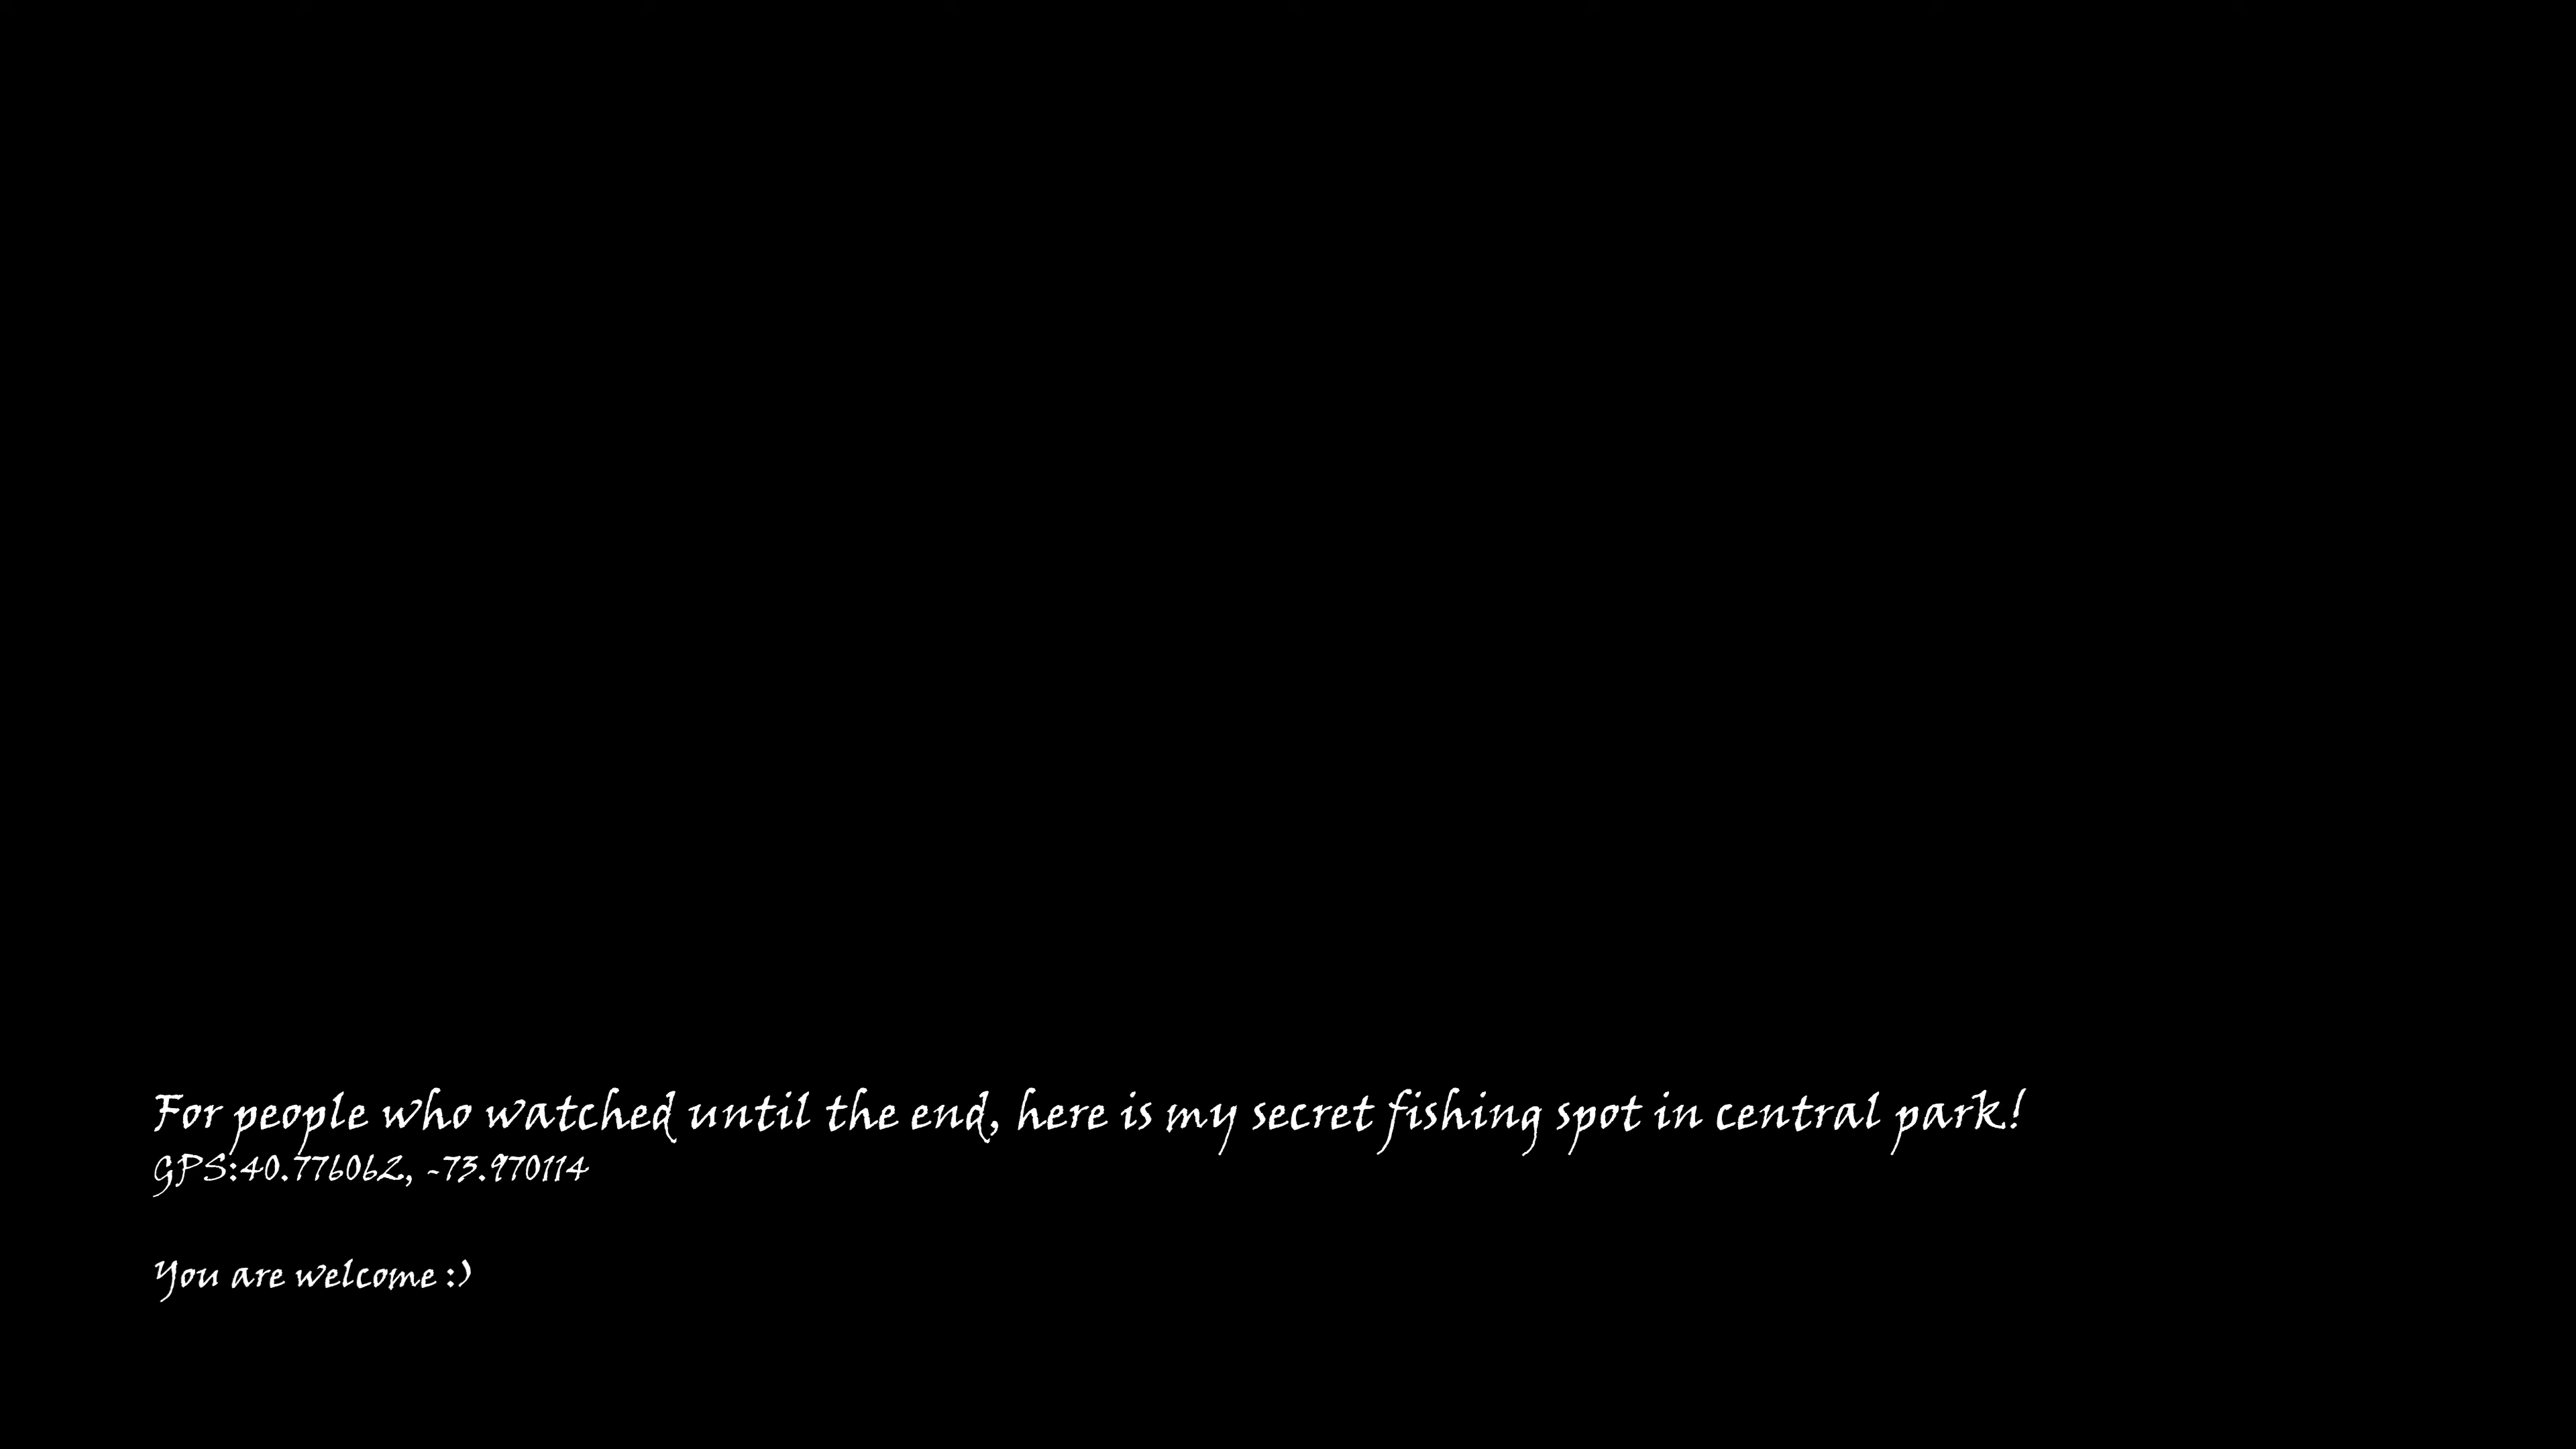 For people who watched until the end, here is my secret fishing spot in central park!
GPS:40.776062, -73.970114
You are welcome :)